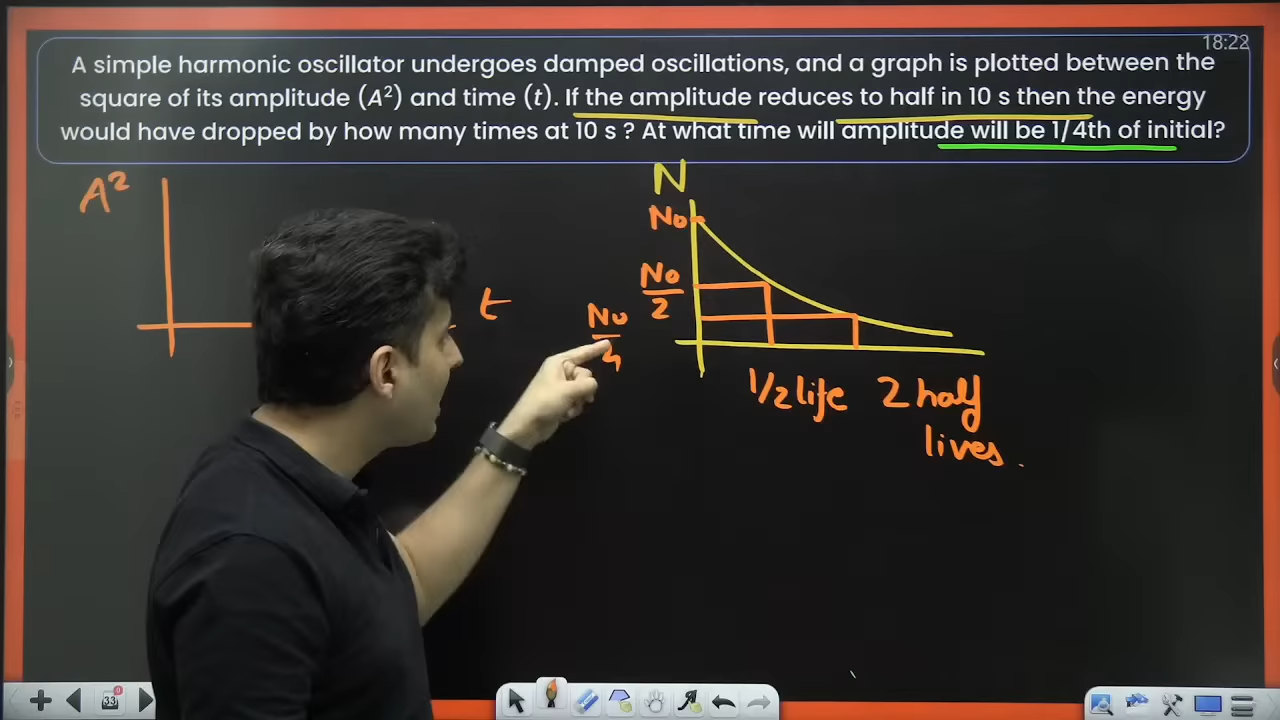 18:22
A simple harmonic oscillator undergoes damped oscillations, and a graph is plotted between the
square of its amplitude (A²) and time (t). If the amplitude reduces to half in 10 s then the energy
would have dropped by how many times at 10 s ? At what time will amplitude will be 1/4th of initial?
A²
t
N
No
No/2
No/4
1/2 life 2 half
lives.
33